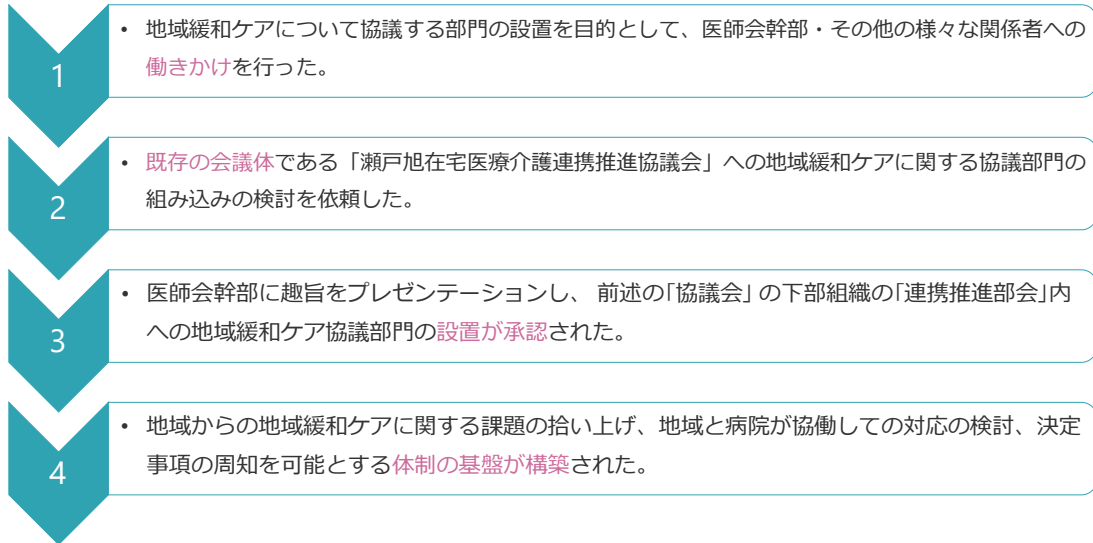 1
• 地域緩和ケアについて協議する部門の設置を目的として、医師会幹部・その他の様々な関係者への
働きかけを行った。
2
• 既存の会議体である「瀬戸旭在宅医療介護連携推進協議会」への地域緩和ケアに関する協議部門の
組み込みの検討を依頼した。
3
• 医師会幹部に趣旨をプレゼンテーションし、 前述の「協議会」 の下部組織の「連携推進部会」内
への地域緩和ケア協議部門の設置が承認された。
4
• 地域からの地域緩和ケアに関する課題の拾い上げ、地域と病院が協働しての対応の検討、決定
事項の周知を可能とする体制の基盤が構築された。